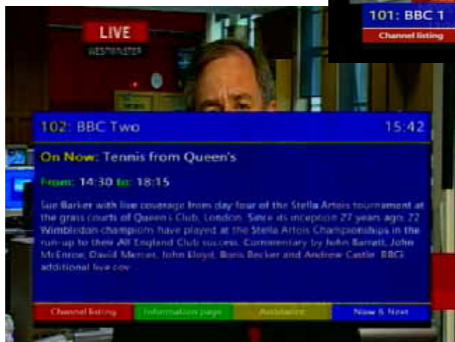 101: BBC 1
Channel listing
LIVE
WESTMINSTER
102: BBC Two 15:42
On Now: Tennis from Queen's
From: 14:30 to: 18:15
Sue Barker with live coverage from day four of the Stella Artois tournament at
the grass courts of Queen's Club, London. Since its inception 27 years ago, 22
Wimbledon champions have played at the Stella Artois Championships in the
run-up to their All England Club success. Commentary by John Barrett, John
McEnroe, David Mercer, John Lloyd, Boris Becker and Andrew Castle. BBCi
additional live cov...
Channel listing Information page Now & Next